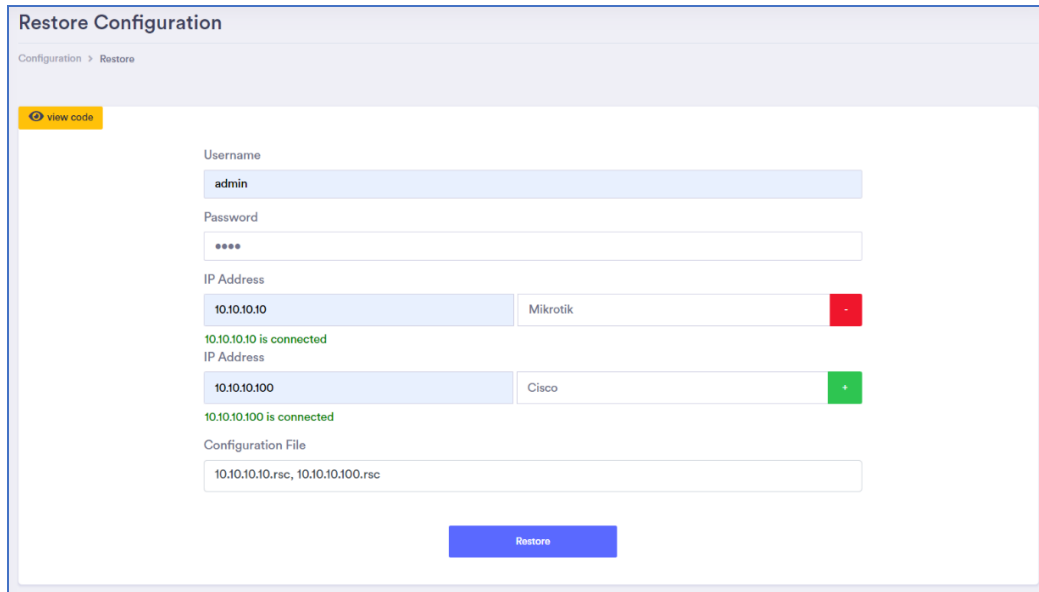 Restore Configuration
Configuration > Restore
view code
Username
admin
Password
••••
IP Address
10.10.10.10 Mikrotik -
10.10.10.10 is connected
IP Address
10.10.10.100 Cisco +
10.10.10.100 is connected
Configuration File
10.10.10.10.rsc, 10.10.10.100.rsc
Restore